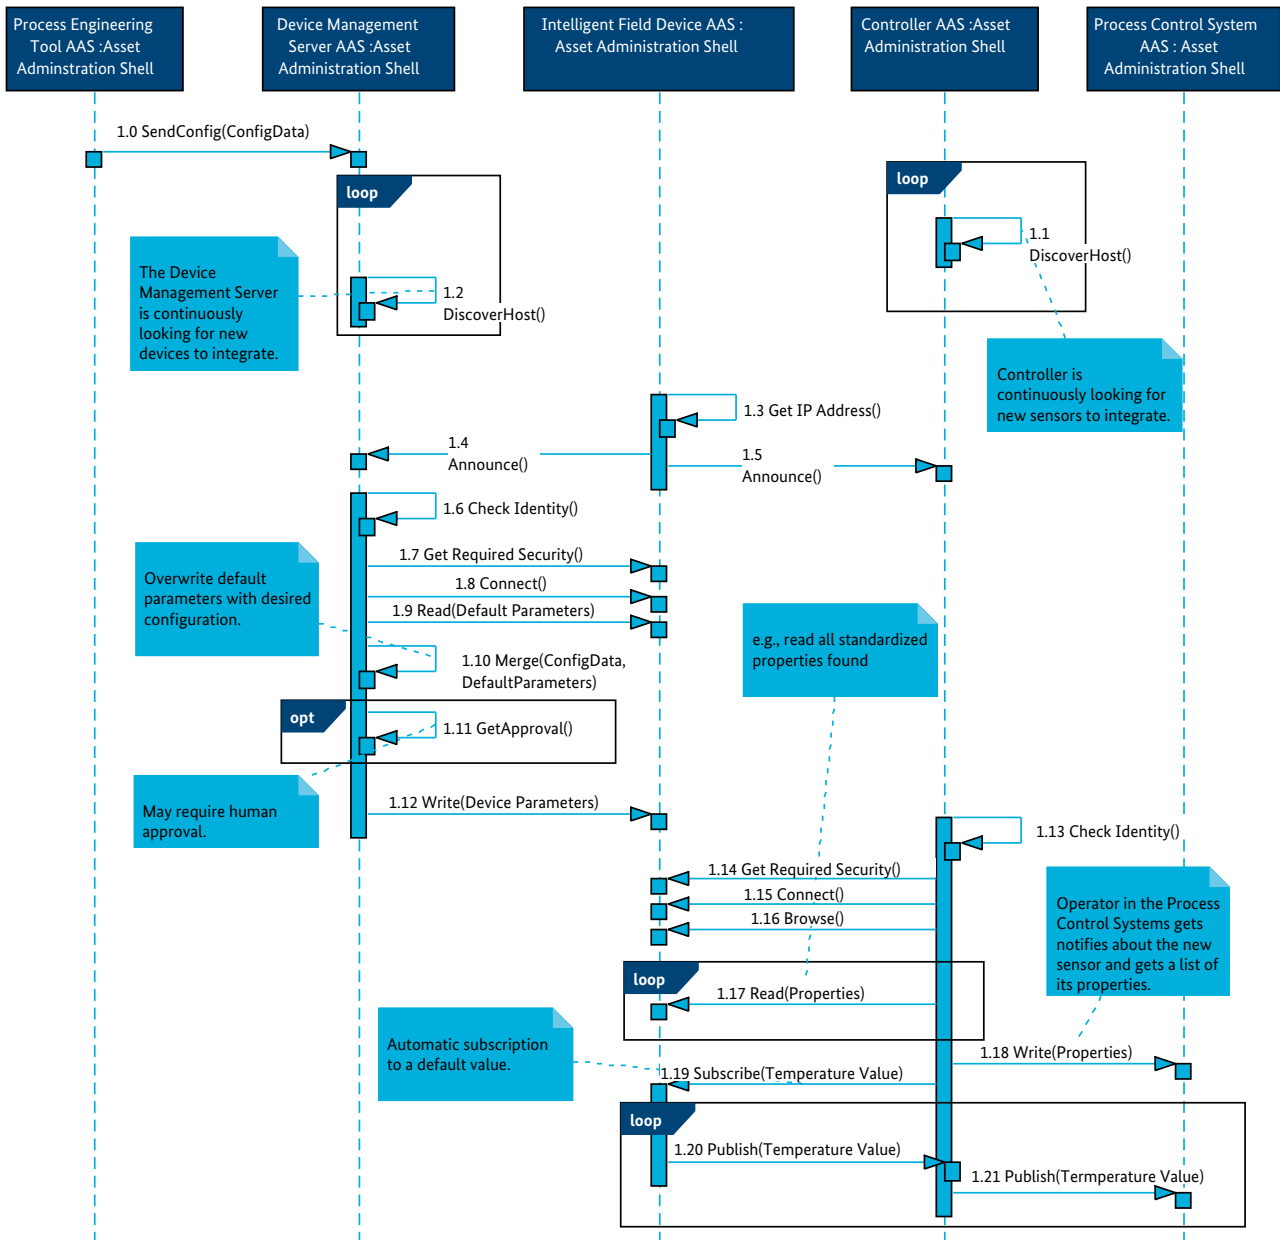 Process Engineering
Tool AAS :Asset
Adminstration Shell
Device Management
Server AAS :Asset
Administration Shell
Intelligent Field Device AAS :
Asset Administration Shell
Controller AAS :Asset
Administration Shell
Process Control System
AAS : Asset
Administration Shell
1.0 SendConfig(ConfigData)
loop
loop
1.1
DiscoverHost()
The Device
Management Server
is continuously
looking for new
devices to integrate.
1.2
DiscoverHost()
Controller is
continuously looking for
new sensors to integrate.
1.3 Get IP Address()
1.4
Announce()
1.5
Announce()
1.6 Check Identity()
1.7 Get Required Security()
Overwrite default
parameters with desired
configuration.
1.8 Connect()
1.9 Read(Default Parameters)
e.g., read all standardized
properties found
1.10 Merge(ConfigData,
DefaultParameters)
opt
1.11 GetApproval()
May require human
approval.
1.12 Write(Device Parameters)
1.13 Check Identity()
1.14 Get Required Security()
1.15 Connect()
1.16 Browse()
Operator in the Process
Control Systems gets
notifies about the new
sensor and gets a list of
its properties.
loop
1.17 Read(Properties)
Automatic subscription
to a default value.
1.18 Write(Properties)
1.19 Subscribe(Temperature Value)
loop
1.20 Publish(Temperature Value)
1.21 Publish(Termperature Value)